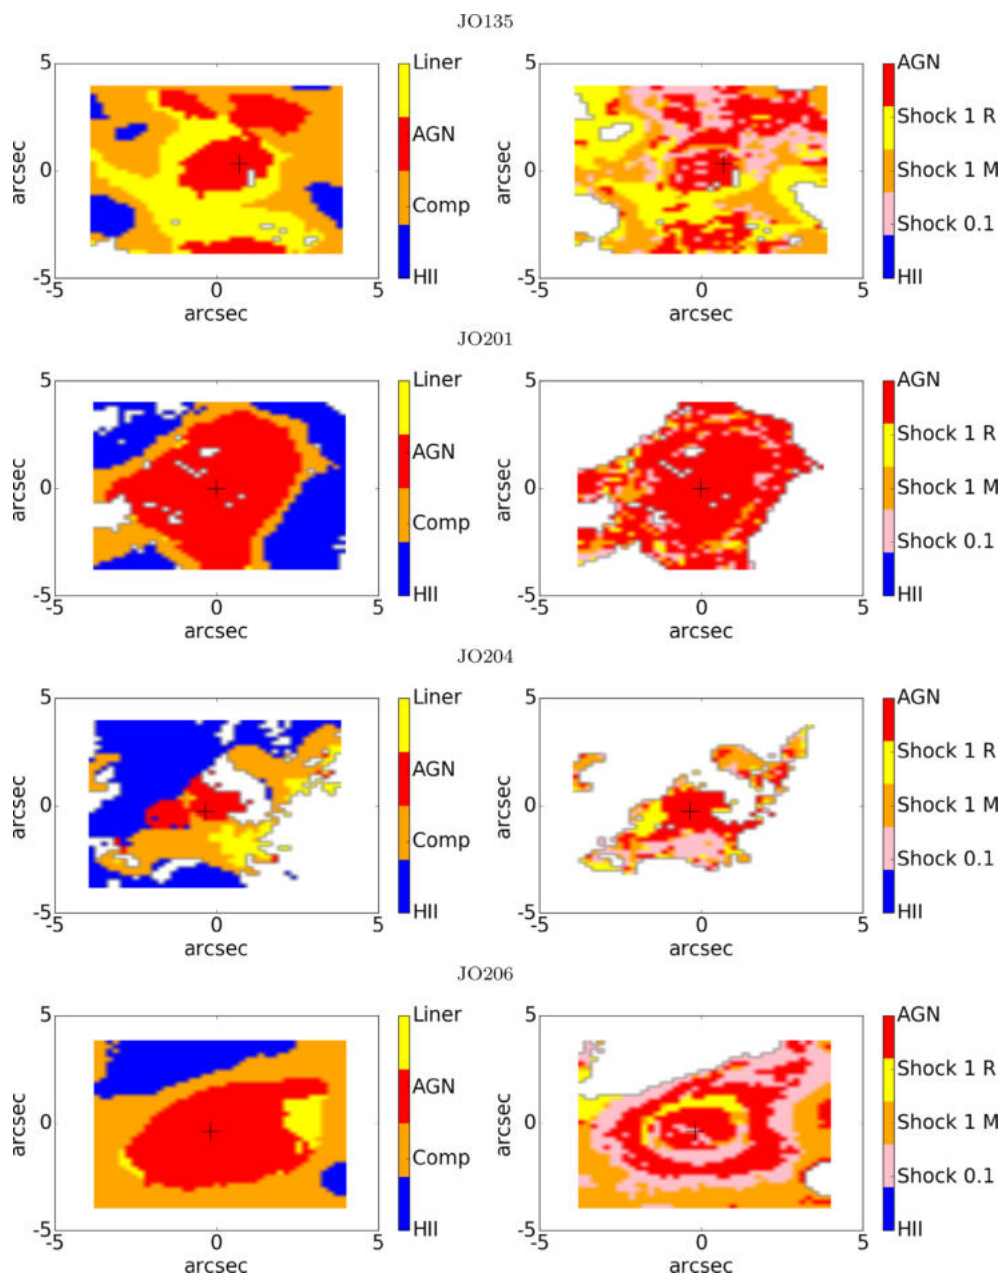 JO135
5
0
-5
-5
0
5
arcsec
arcsec
Liner
AGN
Comp
HII
5
0
-5
-5
0
5
arcsec
arcsec
AGN
Shock 1 R
Shock 1 M
Shock 0.1
HII
JO201
5
0
-5
-5
0
5
arcsec
arcsec
Liner
AGN
Comp
HII
5
0
-5
-5
0
5
arcsec
arcsec
AGN
Shock 1 R
Shock 1 M
Shock 0.1
HII
JO204
5
0
-5
-5
0
5
arcsec
arcsec
Liner
AGN
Comp
HII
5
0
-5
-5
0
5
arcsec
arcsec
AGN
Shock 1 R
Shock 1 M
Shock 0.1
HII
JO206
5
0
-5
-5
0
5
arcsec
arcsec
Liner
AGN
Comp
HII
5
0
-5
-5
0
5
arcsec
arcsec
AGN
Shock 1 R
Shock 1 M
Shock 0.1
HII